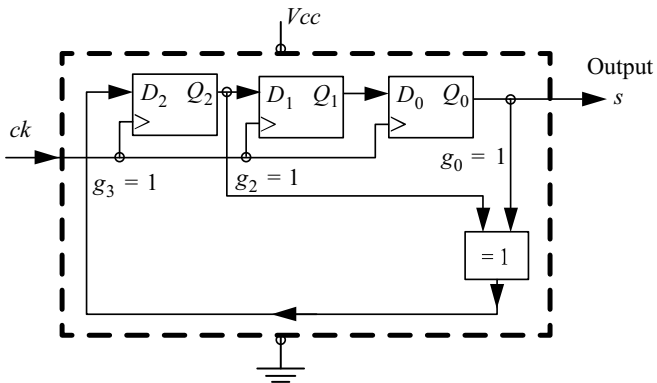 Vcc
Output
D₂ Q₂ D₁ Q₁ D₀ Q₀ s
ck
g₃ = 1 g₂ = 1 g₀ = 1
= 1